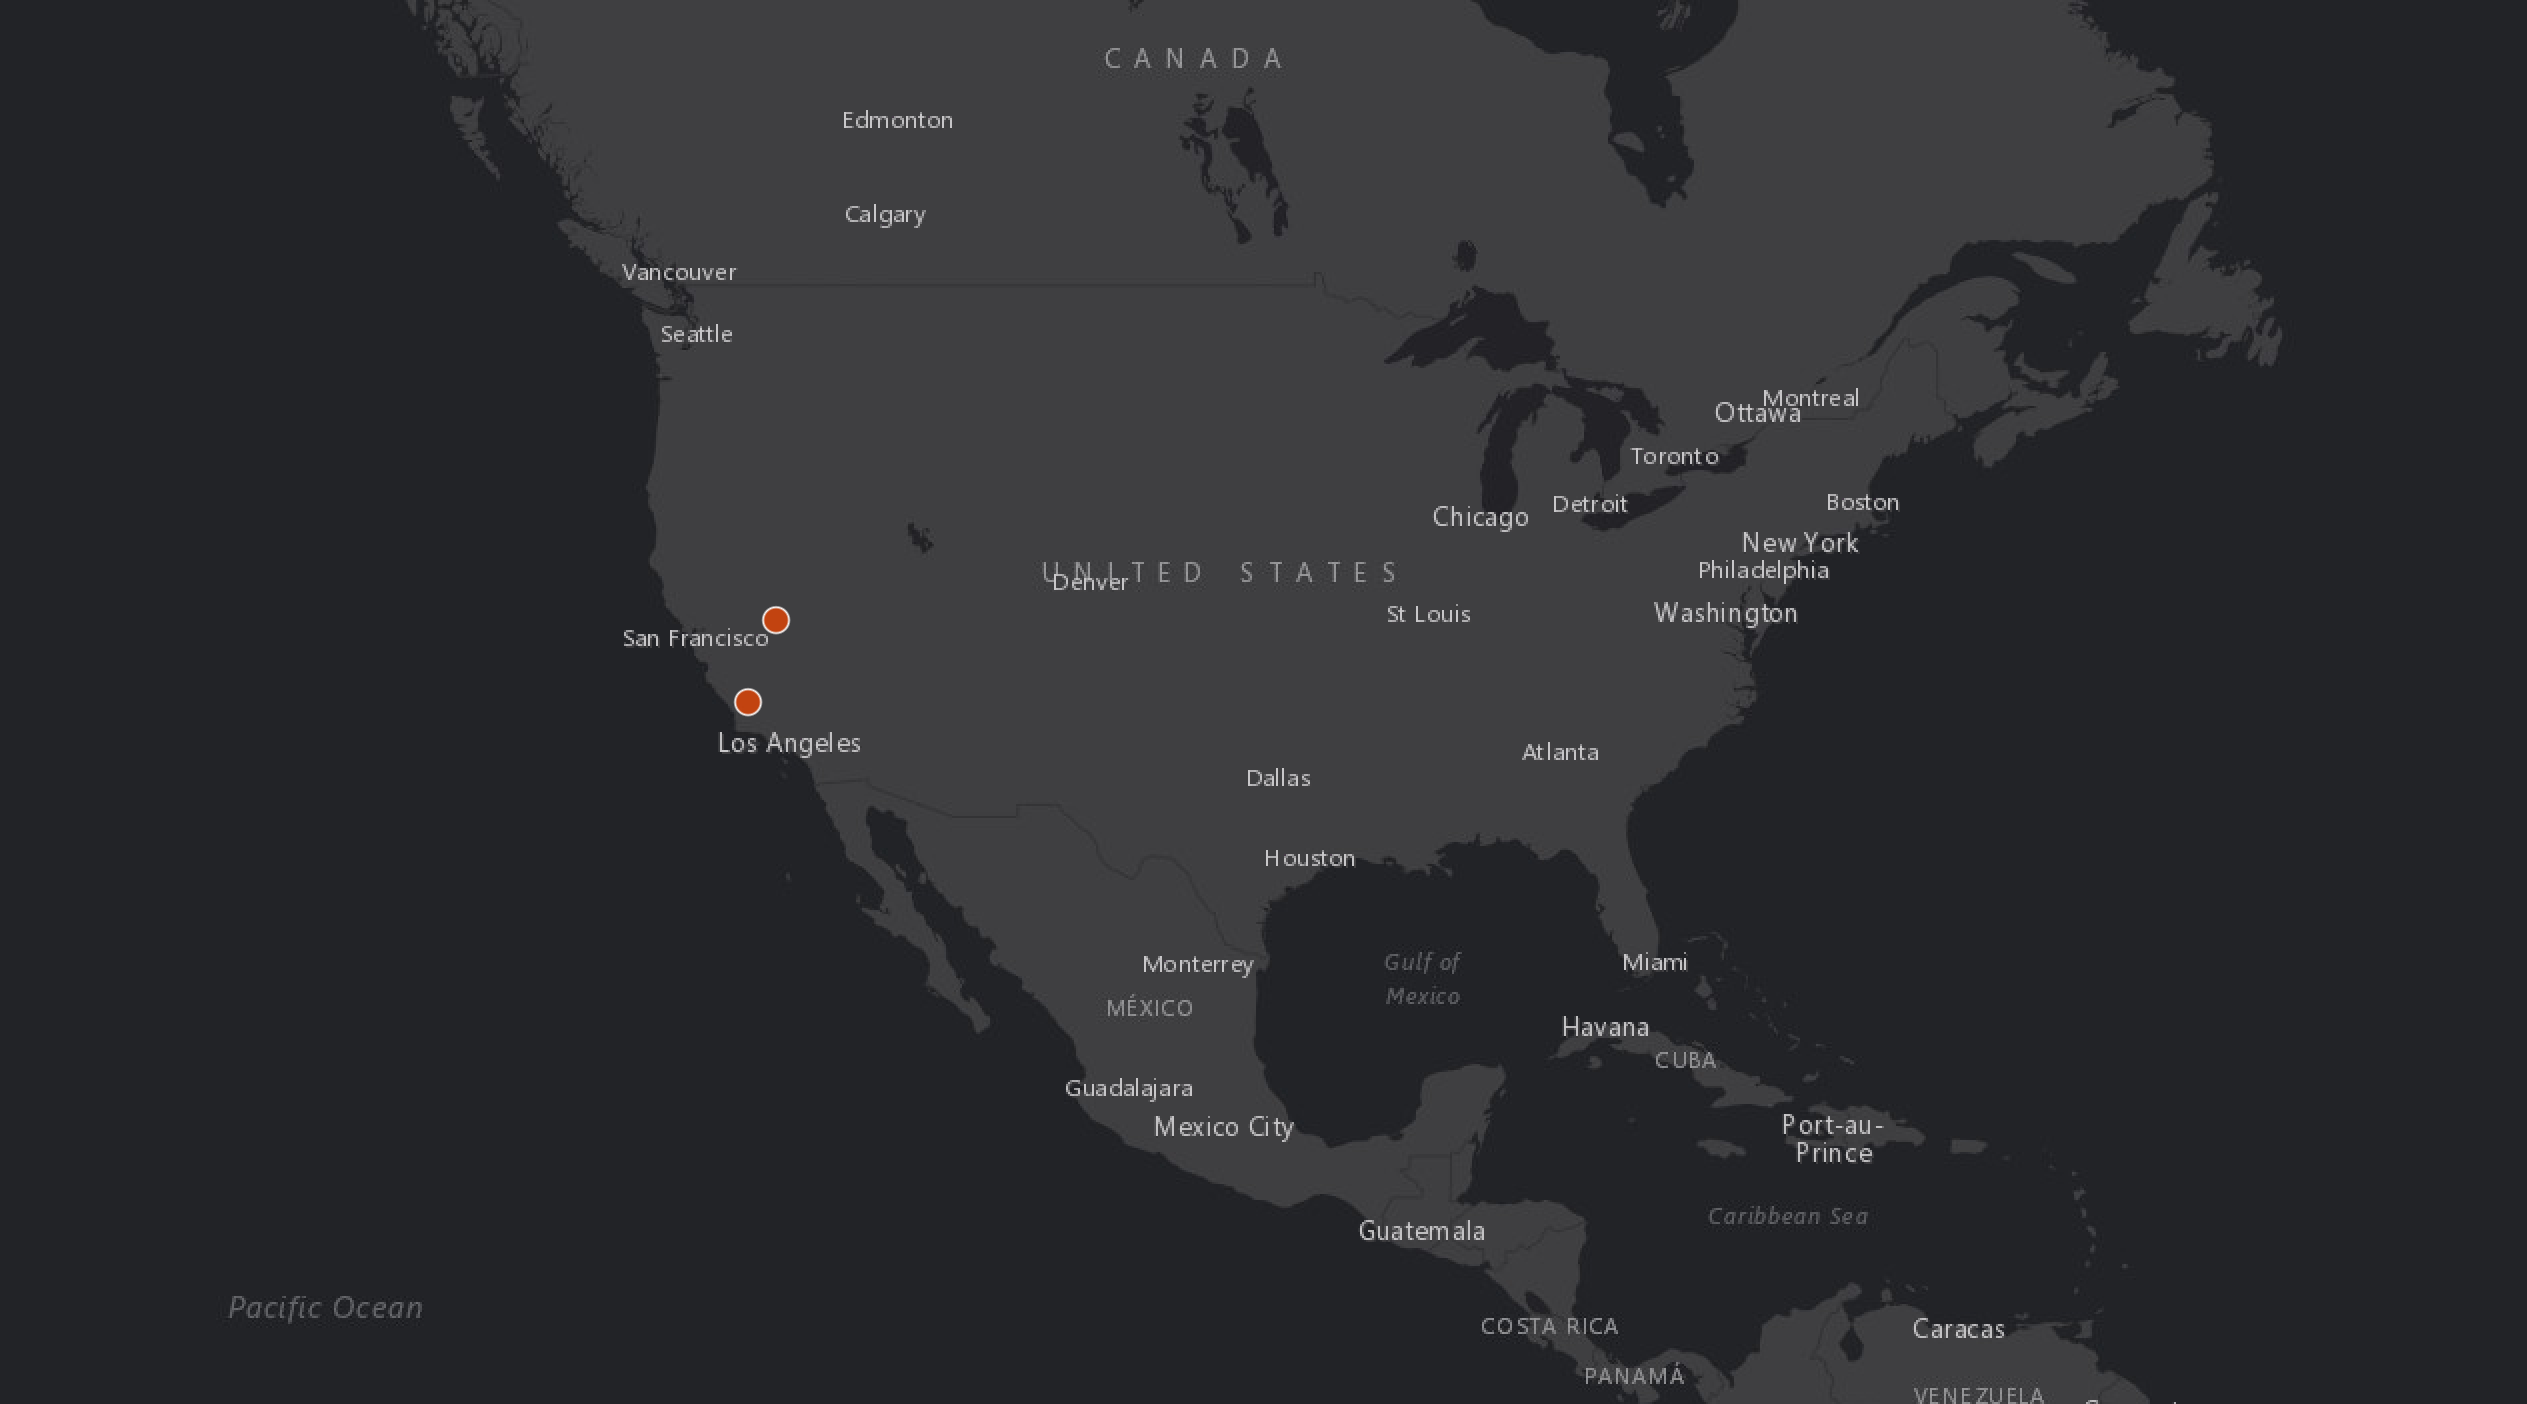 CANADA
Edmonton
Calgary
Vancouver
Seattle
Montreal
Ottawa
Toronto
Boston
Detroit
Chicago
New York
UNITED STATES
Denver
Philadelphia
St Louis
Washington
San Francisco
Los Angeles
Atlanta
Dallas
Houston
Monterrey
Gulf of
Mexico
Miami
MÉXICO
Havana
CUBA
Guadalajara
Mexico City
Port-au-
Prince
Caribbean Sea
Guatemala
Pacific Ocean
COSTA RICA
Caracas
PANAMÁ
VENEZUELA